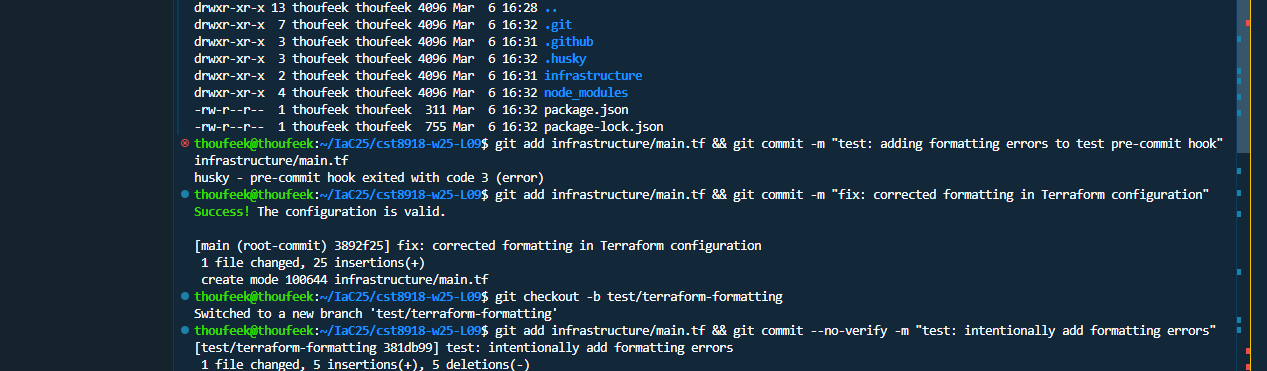 drwxr-xr-x 13 thoufeek thoufeek 4096 Mar  6 16:28 ..
drwxr-xr-x  7 thoufeek thoufeek 4096 Mar  6 16:32 .git
drwxr-xr-x  3 thoufeek thoufeek 4096 Mar  6 16:31 .github
drwxr-xr-x  3 thoufeek thoufeek 4096 Mar  6 16:32 .husky
drwxr-xr-x  2 thoufeek thoufeek 4096 Mar  6 16:31 infrastructure
drwxr-xr-x  4 thoufeek thoufeek 4096 Mar  6 16:32 node_modules
-rw-r--r--  1 thoufeek thoufeek  311 Mar  6 16:32 package.json
-rw-r--r--  1 thoufeek thoufeek  755 Mar  6 16:32 package-lock.json
thoufeek@thoufeek:~/IaC25/cst8918-w25-L09$ git add infrastructure/main.tf && git commit -m "test: adding formatting errors to test pre-commit hook"
infrastructure/main.tf
husky - pre-commit hook exited with code 3 (error)
thoufeek@thoufeek:~/IaC25/cst8918-w25-L09$ git add infrastructure/main.tf && git commit -m "fix: corrected formatting in Terraform configuration"
Success! The configuration is valid.

[main (root-commit) 3892f25] fix: corrected formatting in Terraform configuration
 1 file changed, 25 insertions(+)
 create mode 100644 infrastructure/main.tf
thoufeek@thoufeek:~/IaC25/cst8918-w25-L09$ git checkout -b test/terraform-formatting
Switched to a new branch 'test/terraform-formatting'
thoufeek@thoufeek:~/IaC25/cst8918-w25-L09$ git add infrastructure/main.tf && git commit --no-verify -m "test: intentionally add formatting errors"
[test/terraform-formatting 381db99] test: intentionally add formatting errors
 1 file changed, 5 insertions(+), 5 deletions(-)